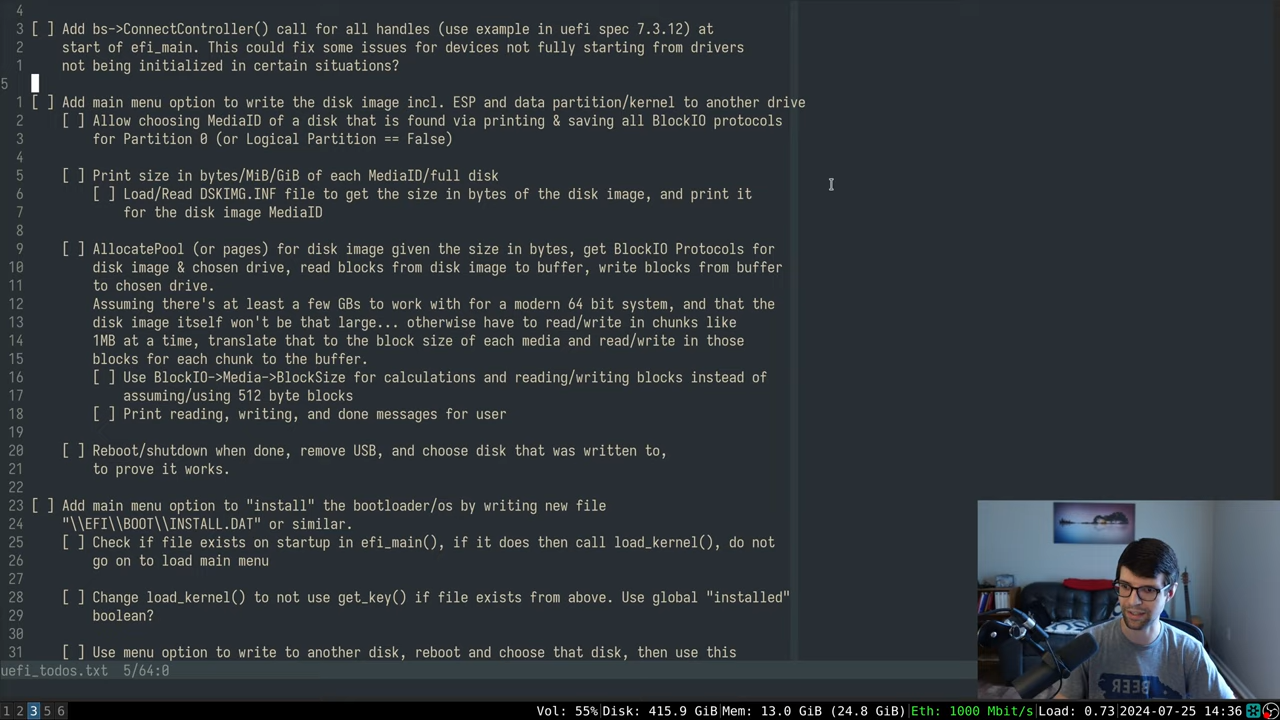 4
3 [ ] Add bs->ConnectController() call for all handles (use example in uefi spec 7.3.12) at
2 start of efi_main. This could fix some issues for devices not fully starting from drivers
1 not being initialized in certain situations?
5
1 [ ] Add main menu option to write the disk image incl. ESP and data partition/kernel to another drive
2 [ ] Allow choosing MediaID of a disk that is found via printing & saving all BlockIO protocols
3 for Partition 0 (or Logical Partition == False)
4
5 [ ] Print size in bytes/MiB/GiB of each MediaID/full disk
6 [ ] Load/Read DSKIMG.INF file to get the size in bytes of the disk image, and print it
7 for the disk image MediaID
8
9 [ ] AllocatePool (or pages) for disk image given the size in bytes, get BlockIO Protocols for
10 disk image & chosen drive, read blocks from disk image to buffer, write blocks from buffer
11 to chosen drive.
12 Assuming there's at least a few GBs to work with for a modern 64 bit system, and that the
13 disk image itself won't be that large... otherwise have to read/write in chunks like
14 1MB at a time, translate that to the block size of each media and read/write in those
15 blocks for each chunk to the buffer.
16 [ ] Use BlockIO->Media->BlockSize for calculations and reading/writing blocks instead of
17 assuming/using 512 byte blocks
18 [ ] Print reading, writing, and done messages for user
19
20 [ ] Reboot/shutdown when done, remove USB, and choose disk that was written to,
21 to prove it works.
22
23 [ ] Add main menu option to "install" the bootloader/os by writing new file
24 "\\EFI\\BOOT\\INSTALL.DAT" or similar.
25 [ ] Check if file exists on startup in efi_main(), if it does then call load_kernel(), do not
26 go on to load main menu
27
28 [ ] Change load_kernel() to not use get_key() if file exists from above. Use global "installed"
29 boolean?
30
31 [ ] Use menu option to write to another disk, reboot and choose that disk, then use this
uefi_todos.txt 5/64:0
BEER
1 2 3 5 6 Vol: 55%|Disk: 415.9 GiB|Mem: 13.0 GiB (24.8 GiB)|Eth: 1000 Mbit/s|Load: 0.73|2024-07-25 14:36